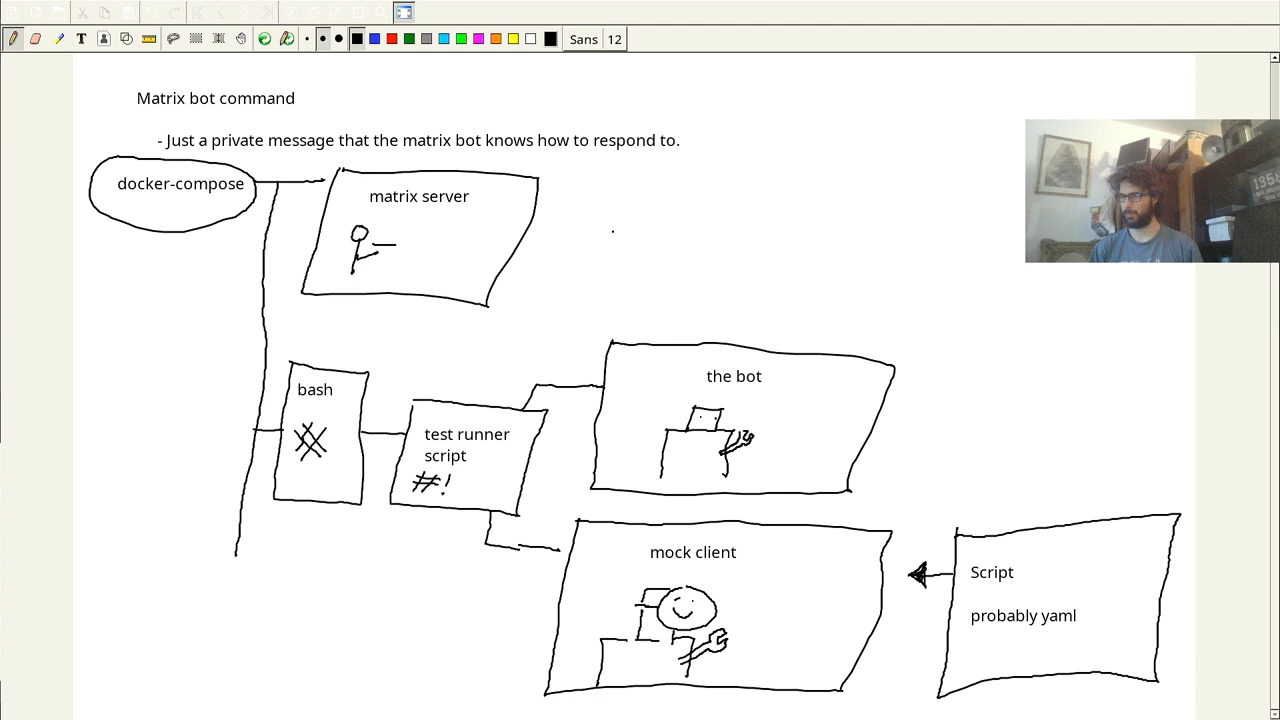 Sans 12
Matrix bot command
- Just a private message that the matrix bot knows how to respond to.
docker-compose
matrix server
bash
test runner
script
#!
the bot
mock client
Script
probably yaml
1958